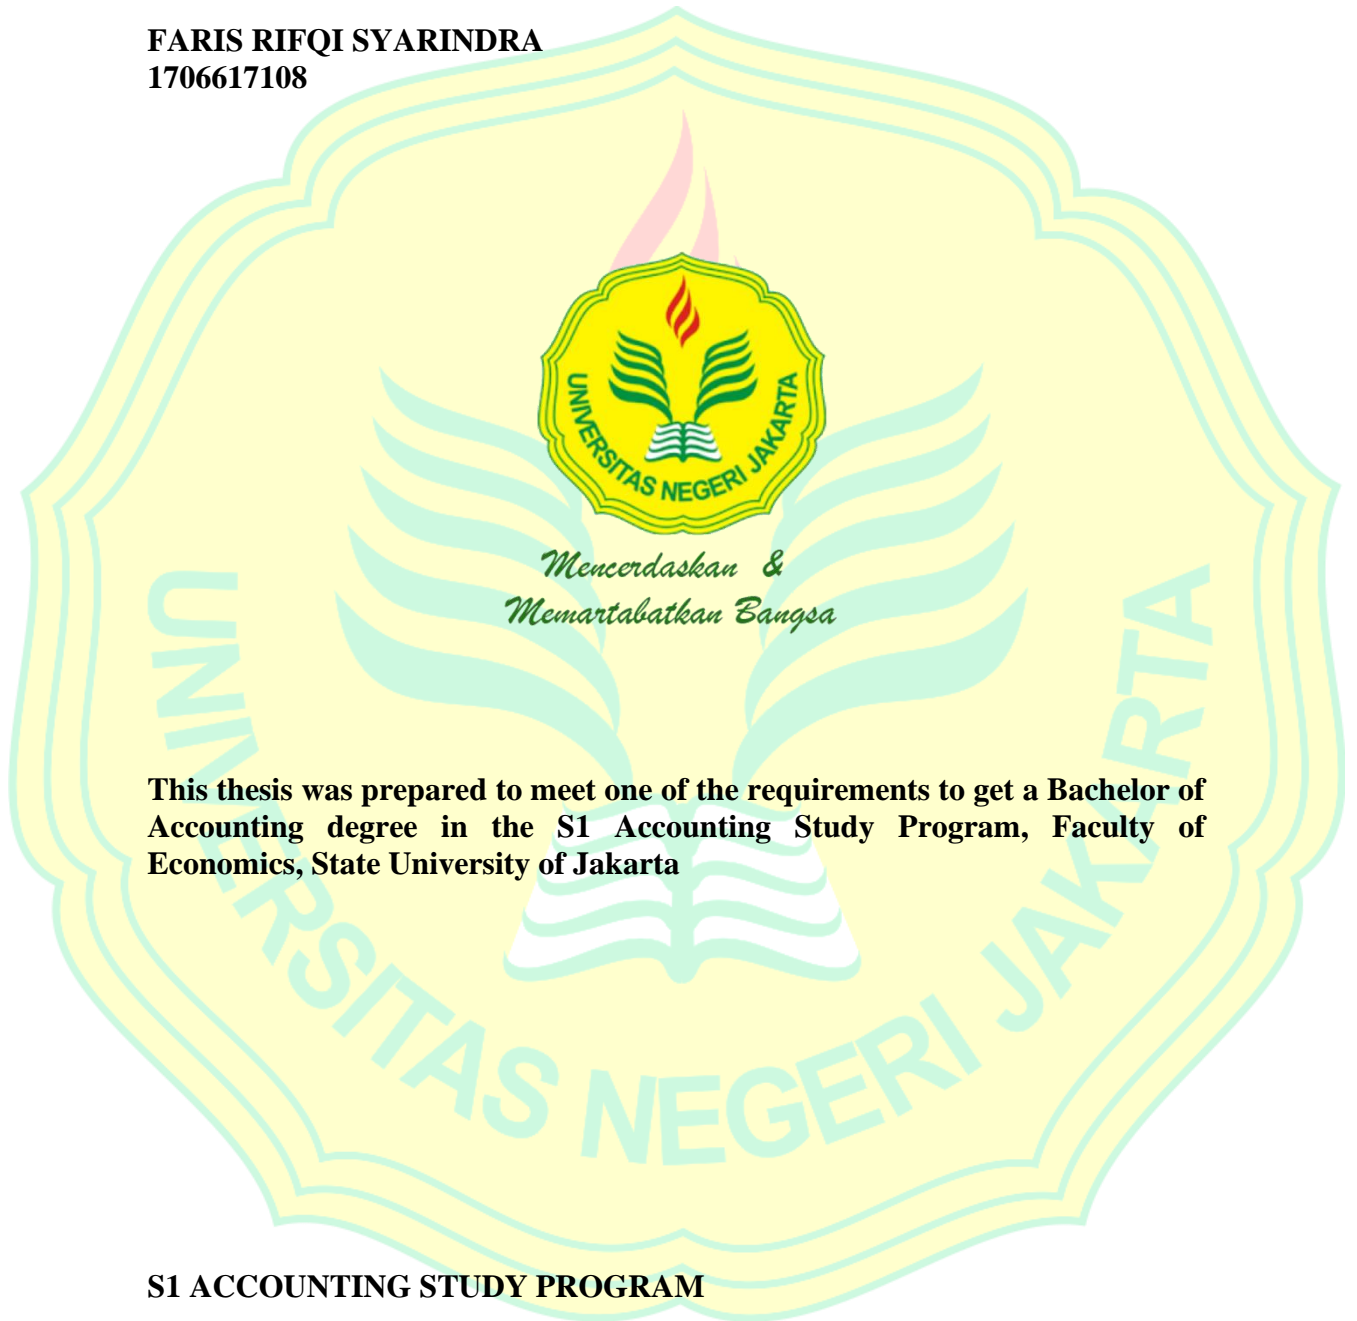 FARIS RIFQI SYARINDRA
1706617108
UNIVERSITAS NEGERI JAKARTA
Mencerdaskan &
Memartabatkan Bangsa
This thesis was prepared to meet one of the requirements to get a Bachelor of
Accounting degree in the S1 Accounting Study Program, Faculty of
Economics, State University of Jakarta
UNIVERSITAS NEGERI JAKARTA
S1 ACCOUNTING STUDY PROGRAM